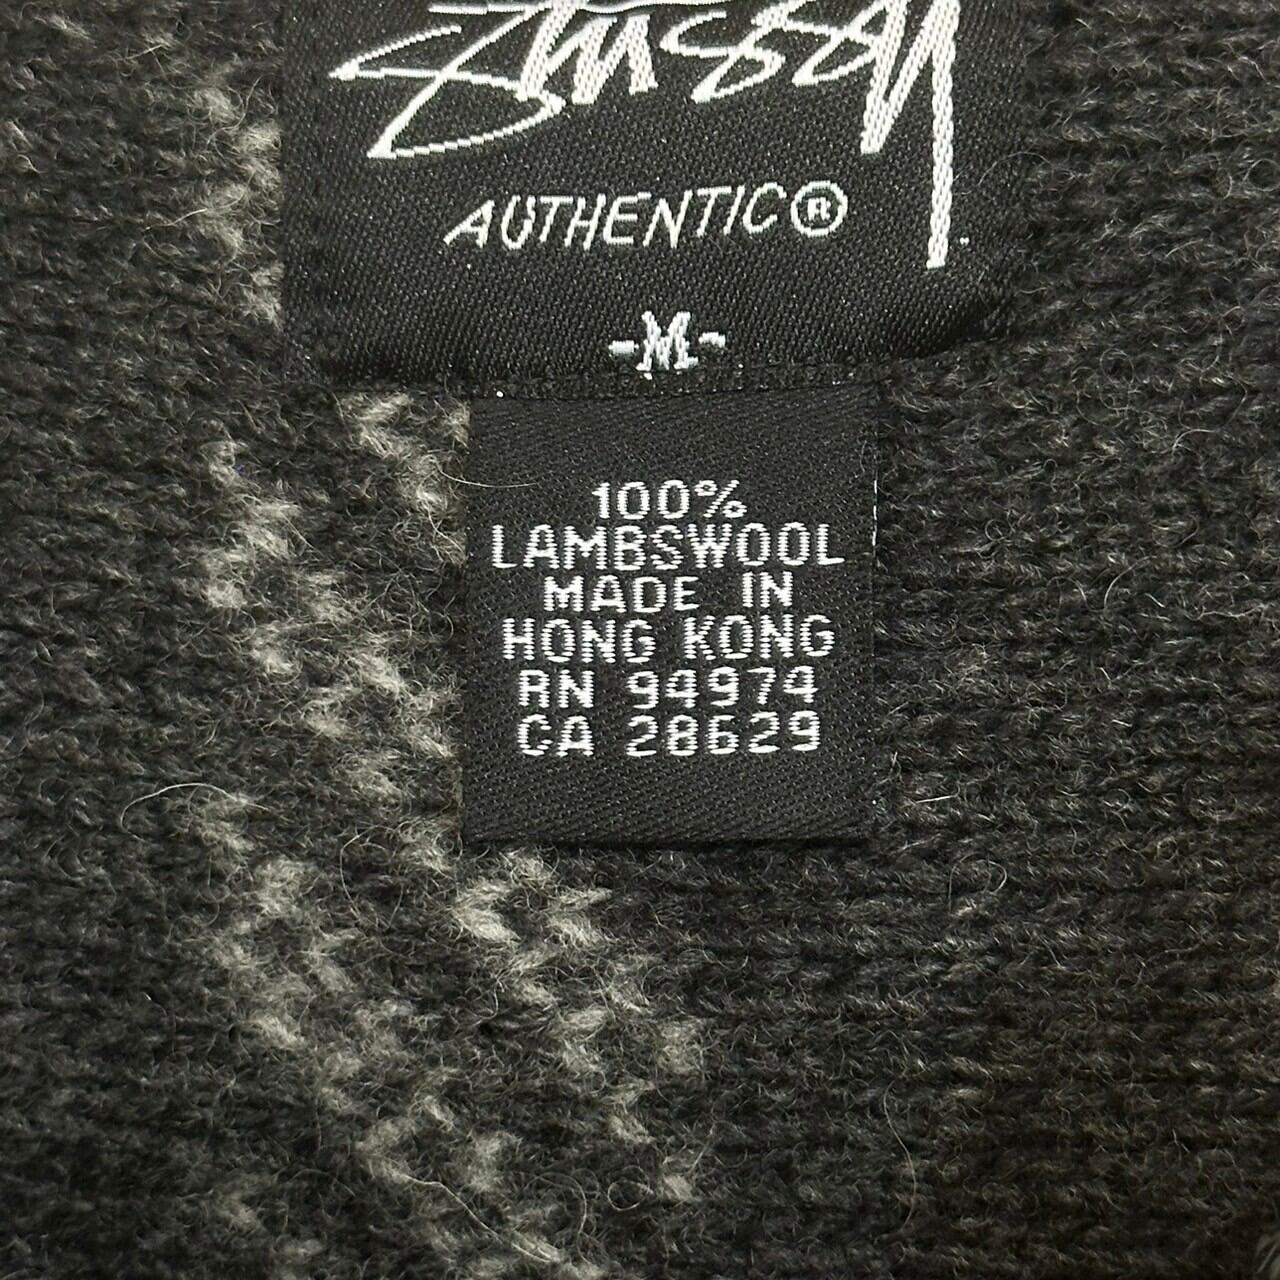 Stüssy
AUTHENTIC®
-M-
100%
LAMBSWOOL
MADE IN
HONG KONG
RN 94974
CA 28629